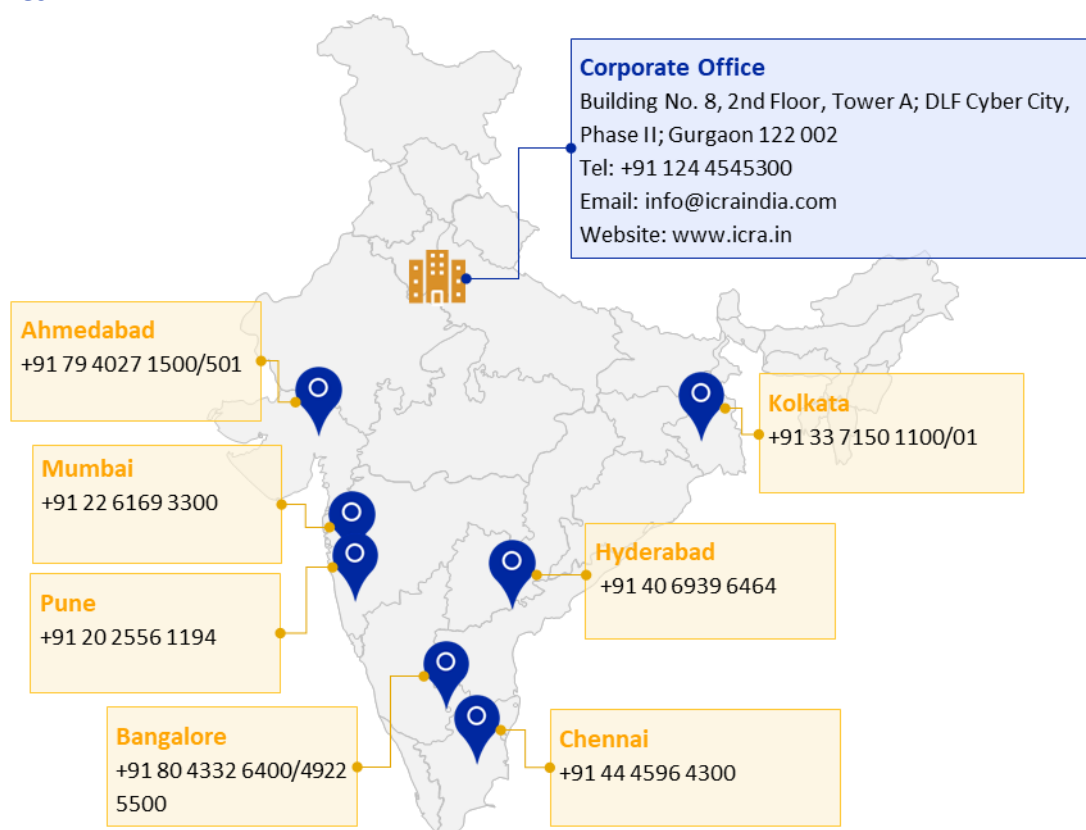 Corporate Office
Building No. 8, 2nd Floor, Tower A; DLF Cyber City,
Phase II; Gurgaon 122 002
Tel: +91 124 4545300
Email: info@icraindia.com
Website: www.icra.in
Ahmedabad
+91 79 4027 1500/501
Kolkata
+91 33 7150 1100/01
Mumbai
+91 22 6169 3300
Hyderabad
+91 40 6939 6464
Pune
+91 20 2556 1194
Bangalore
+91 80 4332 6400/4922
5500
Chennai
+91 44 4596 4300